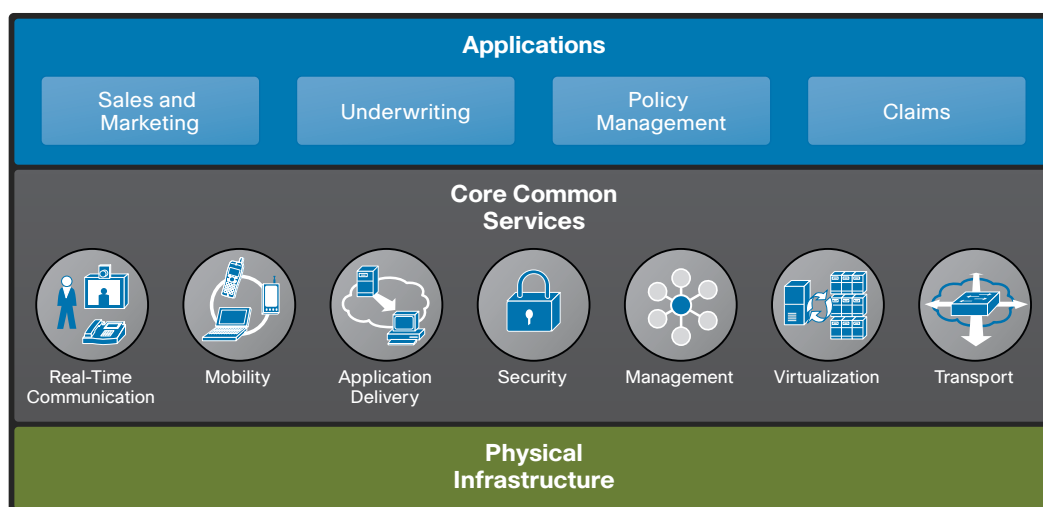 Applications
Sales and
Marketing
Underwriting
Policy
Management
Claims
Core Common
Services
Real-Time
Communication
Mobility
Application
Delivery
Security
Management
Virtualization
Transport
Physical
Infrastructure